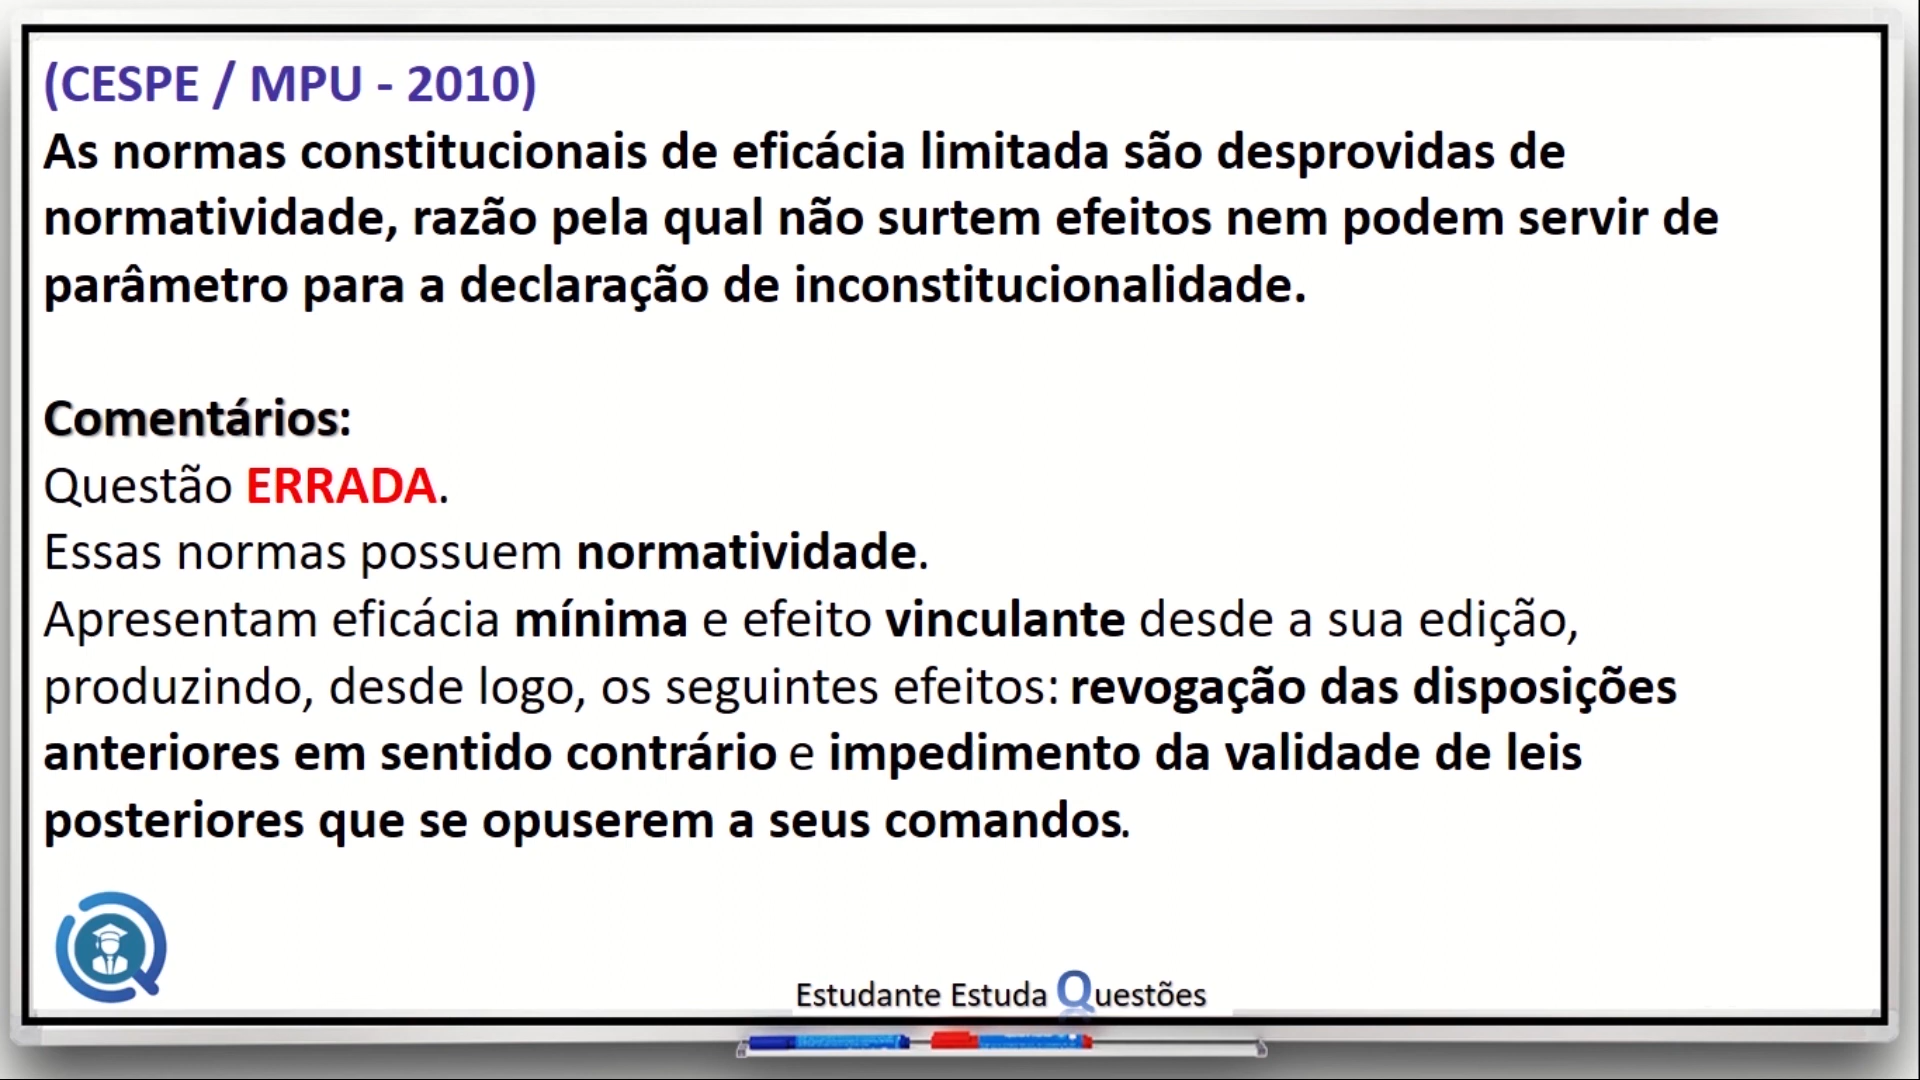 (CESPE / MPU - 2010)
As normas constitucionais de eficácia limitada são desprovidas de
normatividade, razão pela qual não surtem efeitos nem podem servir de
parâmetro para a declaração de inconstitucionalidade.
Comentários:
Questão ERRADA.
Essas normas possuem normatividade.
Apresentam eficácia mínima e efeito vinculante desde a sua edição,
produzindo, desde logo, os seguintes efeitos: revogação das disposições
anteriores em sentido contrário e impedimento da validade de leis
posteriores que se opuserem a seus comandos.
Estudante Estuda Questões